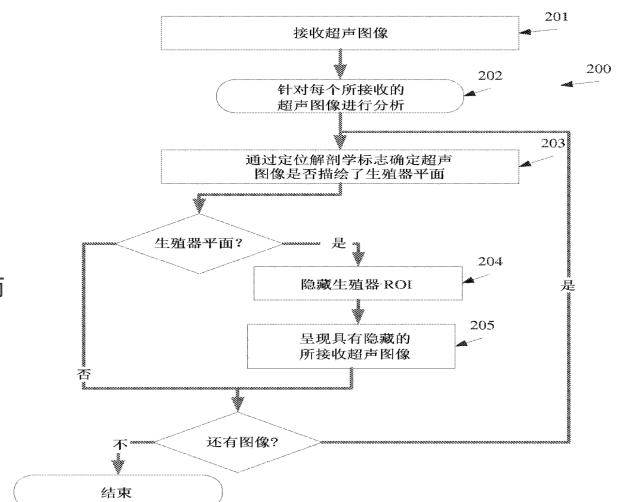 接收超声图像
201
针对每个所接收的
超声图像进行分析
202
200
通过定位解剖学标志确定超声
图像是否描绘了生殖器平面
203
生殖器平面?
是
隐藏生殖器 ROI
204
是
呈现具有隐藏的
所接收超声图像
205
否
还有图像?
不
结束